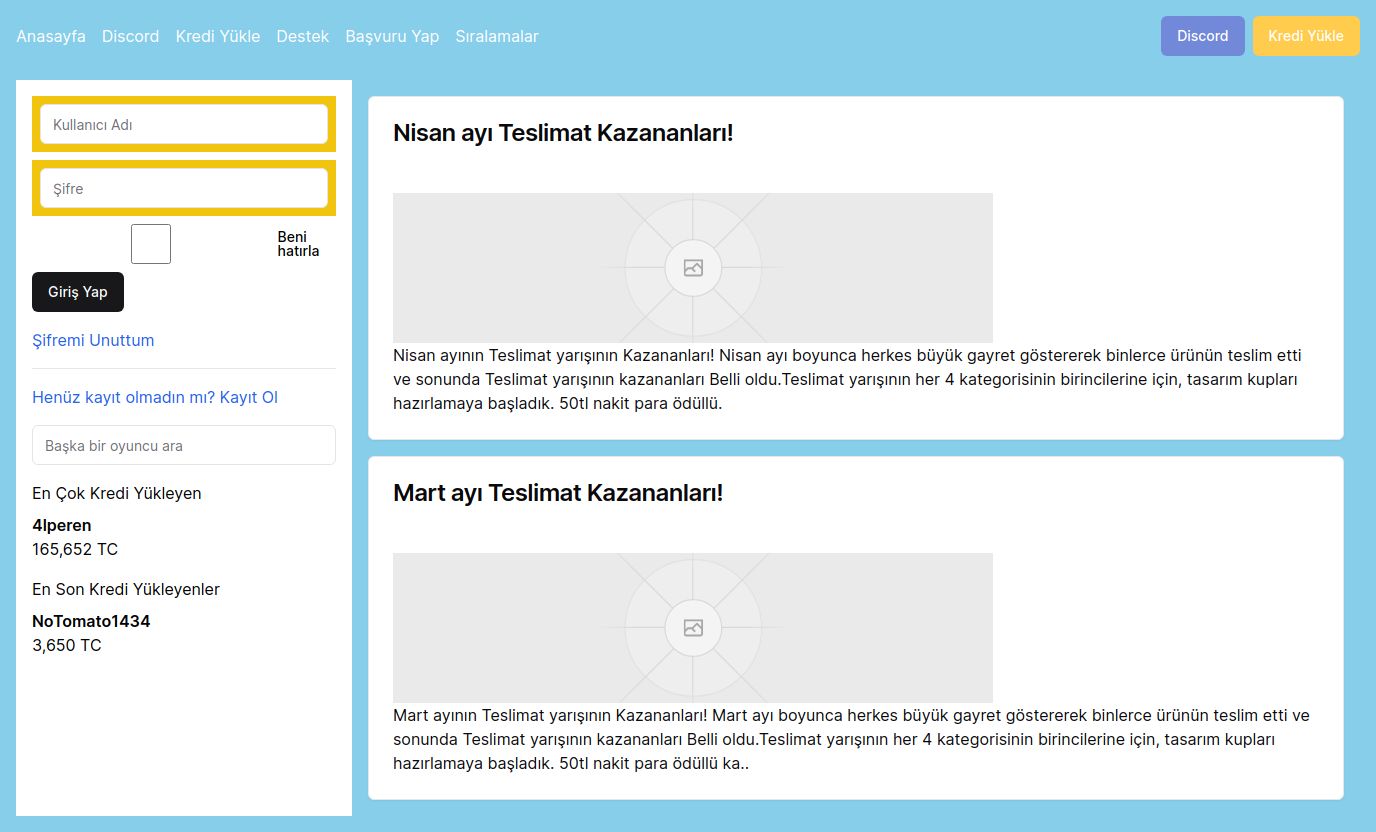 Anasayfa Discord Kredi Yükle Destek Başvuru Yap Sıralamalar
Discord
Kredi Yükle
Kullanıcı Adı
Şifre
Beni
hatırla
Giriş Yap
Şifremi Unuttum
Henüz kayıt olmadın mı? Kayıt Ol
Başka bir oyuncu ara
En Çok Kredi Yükleyen
4lperen
165,652 TC
En Son Kredi Yükleyenler
NoTomato1434
3,650 TC
Nisan ayı Teslimat Kazananları!
Nisan ayının Teslimat yarışının Kazananları! Nisan ayı boyunca herkes büyük gayret göstererek binlerce ürünün teslim etti
ve sonunda Teslimat yarışının kazananları Belli oldu.Teslimat yarışının her 4 kategorisinin birincilerine için, tasarım kupları
hazırlamaya başladık. 50tl nakit para ödüllü.
Mart ayı Teslimat Kazananları!
Mart ayının Teslimat yarışının Kazananları! Mart ayı boyunca herkes büyük gayret göstererek binlerce ürünün teslim etti ve
sonunda Teslimat yarışının kazananları Belli oldu.Teslimat yarışının her 4 kategorisinin birincilerine için, tasarım kupları
hazırlamaya başladık. 50tl nakit para ödüllü ka..